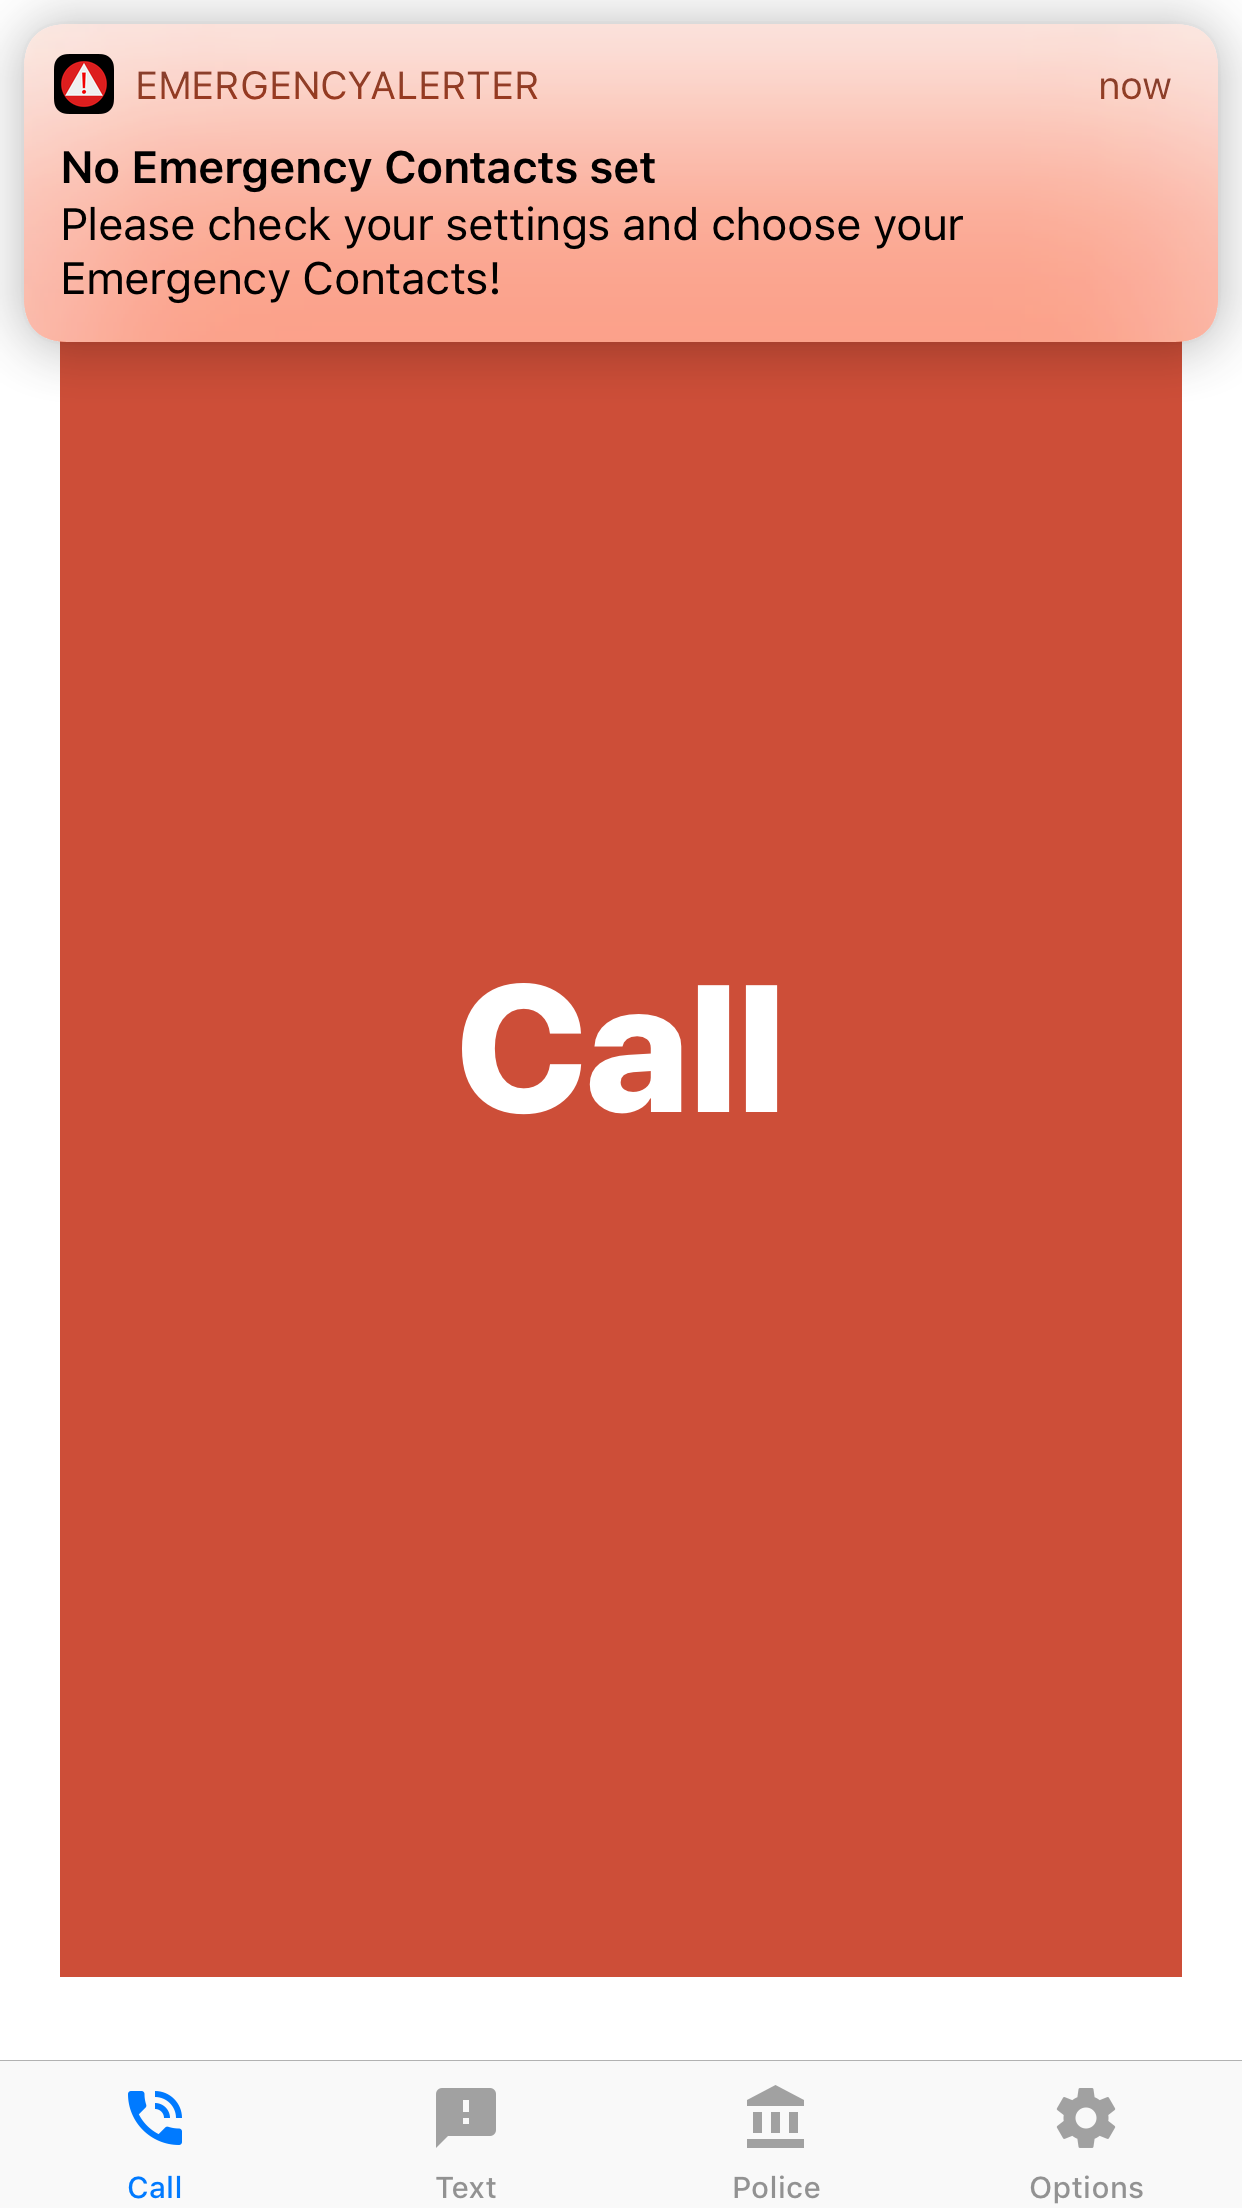 EMERGENCYALERTER
now
No Emergency Contacts set
Please check your settings and choose your
Emergency Contacts!
Call
Call
Text
Police
Options